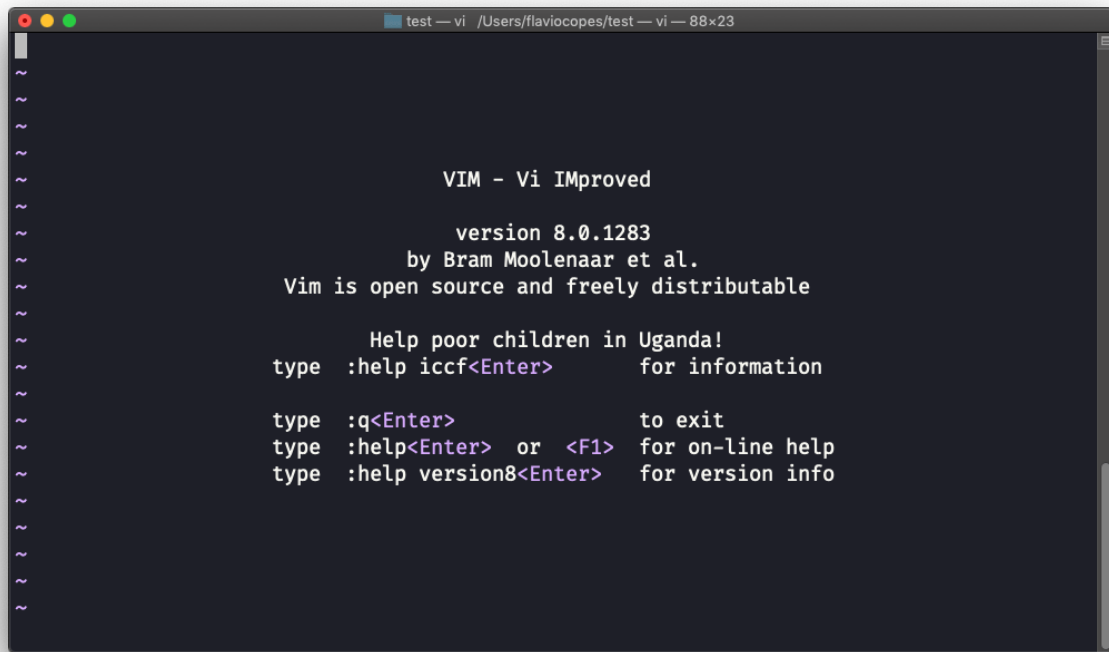 test — vi /Users/flaviocopes/test — vi — 88×23
~
~
~
~
~ VIM - Vi IMproved
~
~ version 8.0.1283
~ by Bram Moolenaar et al.
~ Vim is open source and freely distributable
~
~ Help poor children in Uganda!
~ type :help iccf<Enter> for information
~
~ type :q<Enter> to exit
~ type :help<Enter> or <F1> for on-line help
~ type :help version8<Enter> for version info
~
~
~
~
~